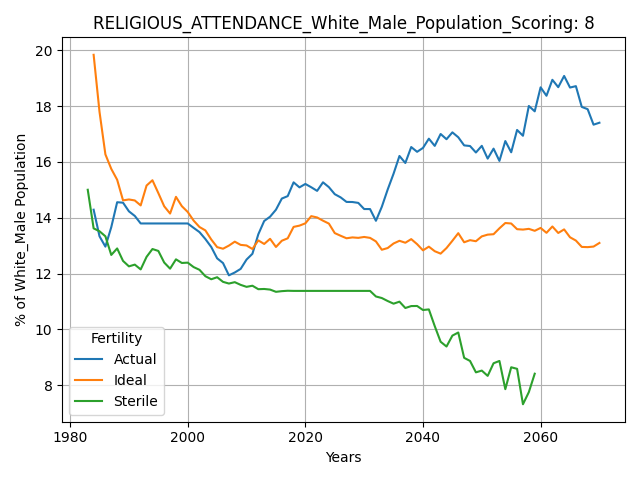 RELIGIOUS_ATTENDANCE_White_Male_Population_Scoring: 8
% of White_Male Population
20
18
16
14
12
10
8
Fertility
Actual
Ideal
Sterile
1980 2000 2020 2040 2060
Years